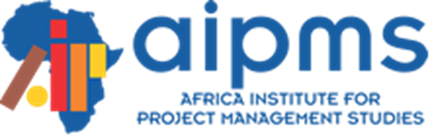 aipms
AFRICA INSTITUTE FOR
PROJECT MANAGEMENT STUDIES